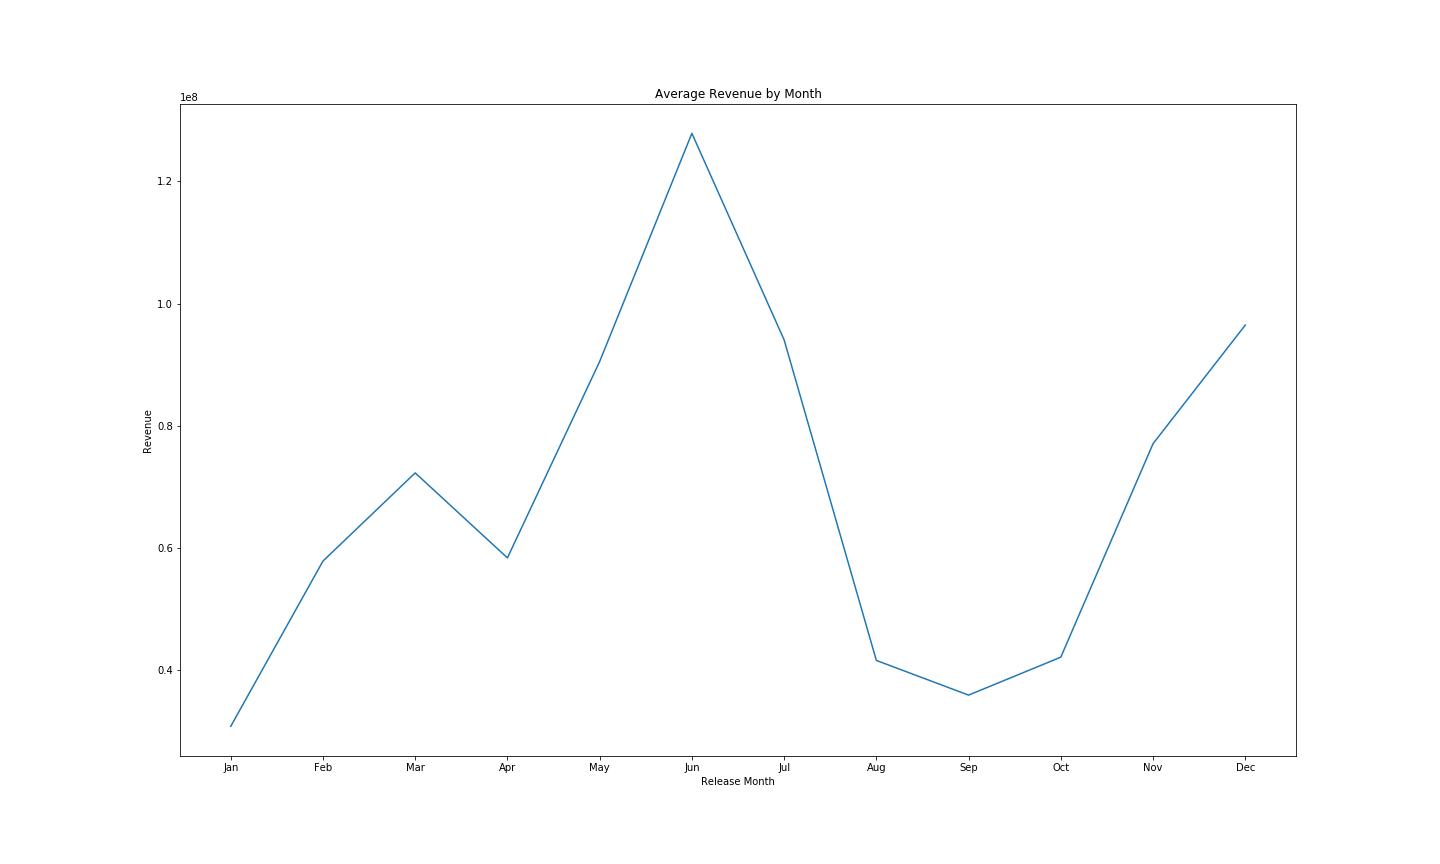 Average Revenue by Month
1e8
1.2
1.0
0.8
0.6
0.4
Revenue
Jan Feb Mar Apr May Jun Jul Aug Sep Oct Nov Dec
Release Month